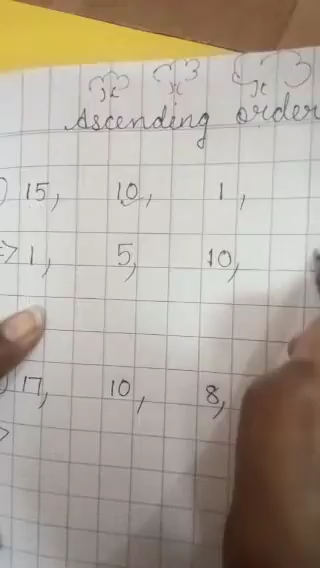 Ascending order
) 15, 10, 1,
=> 1, 5, 10,
) 17, 10, 8,
>